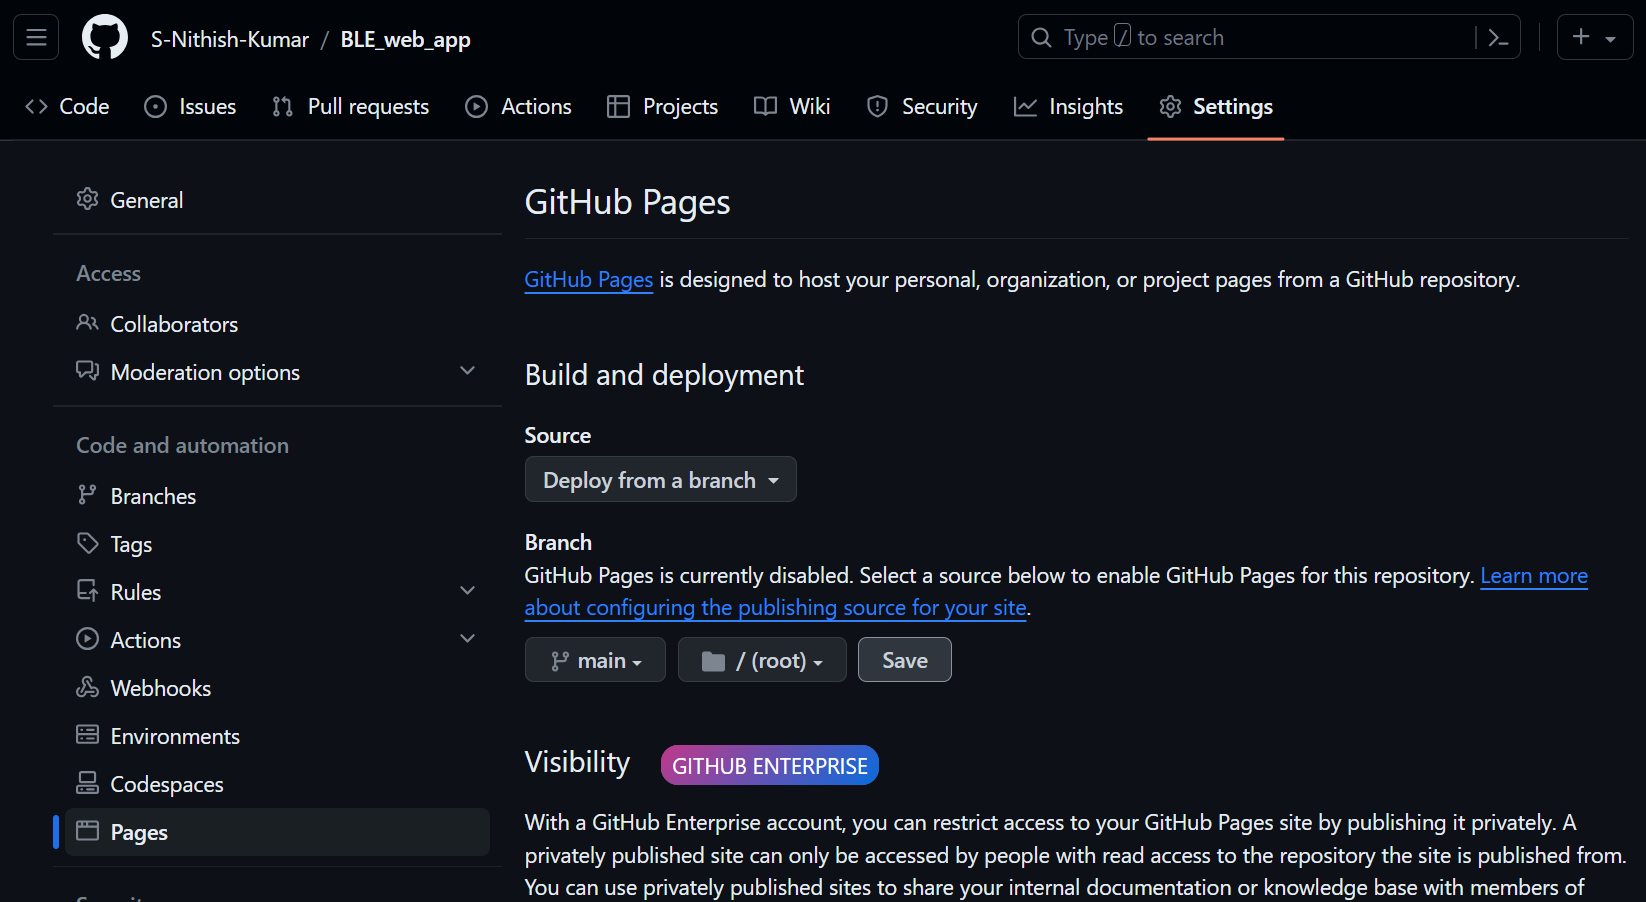 S-Nithish-Kumar / BLE_web_app
Type / to search
Code
Issues
Pull requests
Actions
Projects
Wiki
Security
Insights
Settings
General
Access
Collaborators
Moderation options
Code and automation
Branches
Tags
Rules
Actions
Webhooks
Environments
Codespaces
Pages
GitHub Pages
GitHub Pages is designed to host your personal, organization, or project pages from a GitHub repository.
Build and deployment
Source
Deploy from a branch
Branch
GitHub Pages is currently disabled. Select a source below to enable GitHub Pages for this repository. Learn more
about configuring the publishing source for your site.
main
/ (root)
Save
Visibility
GITHUB ENTERPRISE
With a GitHub Enterprise account, you can restrict access to your GitHub Pages site by publishing it privately. A
privately published site can only be accessed by people with read access to the repository the site is published from.
You can use privately published sites to share your internal documentation or knowledge base with members of